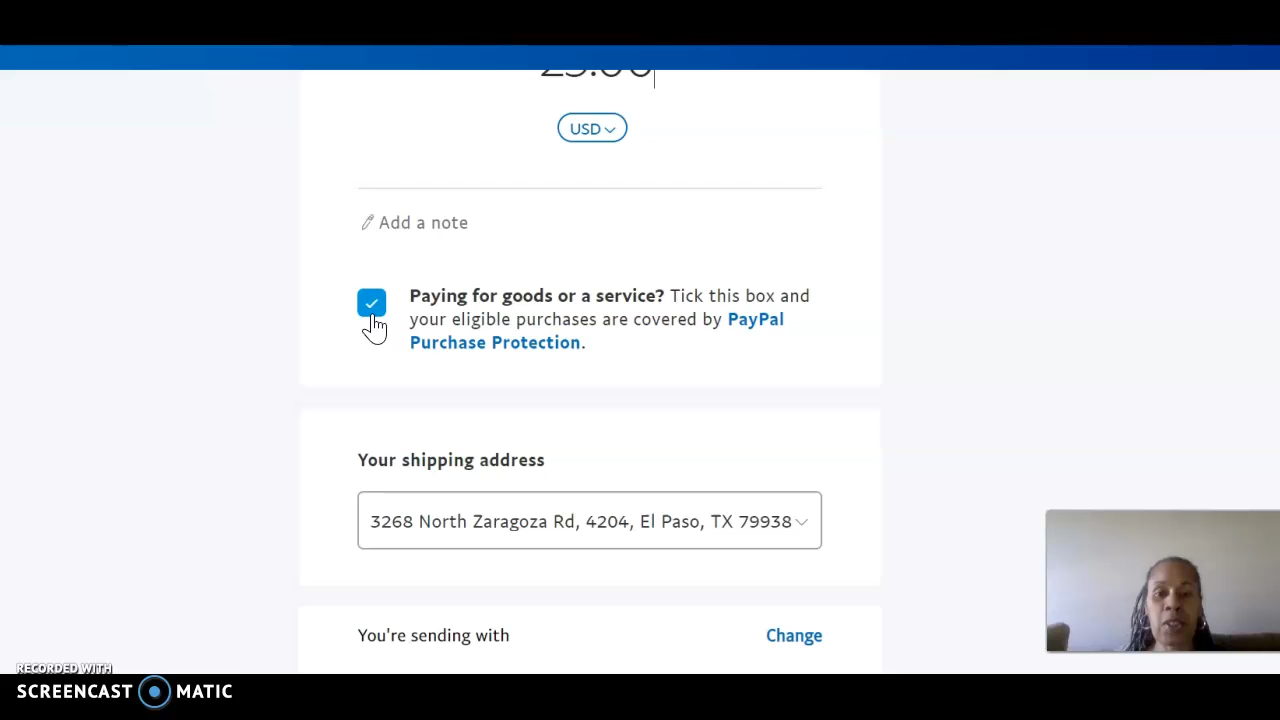 USD
Add a note
Paying for goods or a service? Tick this box and
your eligible purchases are covered by PayPal
Purchase Protection.
Your shipping address
3268 North Zaragoza Rd, 4204, El Paso, TX 79938
You're sending with
Change
RECORDED WITH
SCREENCAST MATIC